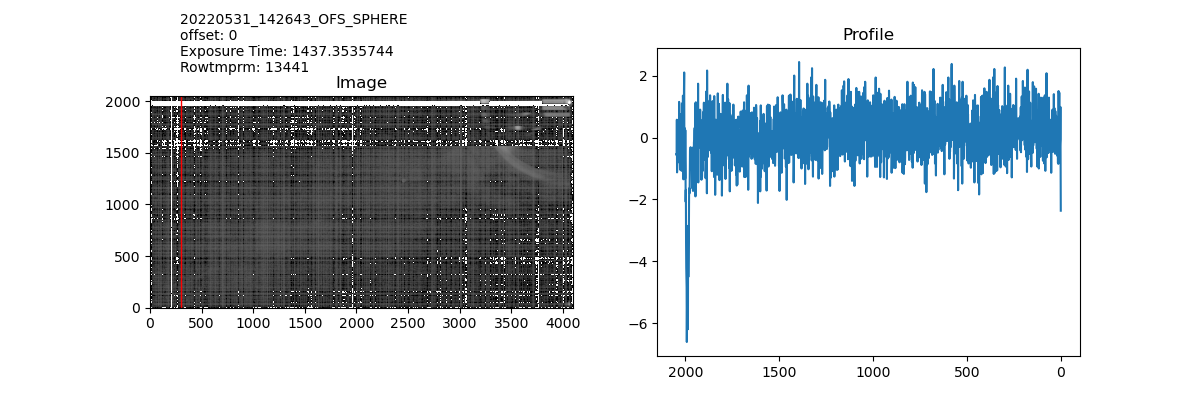 20220531_142643_OFS_SPHERE
offset: 0
Exposure Time: 1437.3535744
Rowtmprm: 13441
Image
2000
1500
1000
500
0
0 500 1000 1500 2000 2500 3000 3500 4000
Profile
2
0
−2
−4
−6
2000 1500 1000 500 0